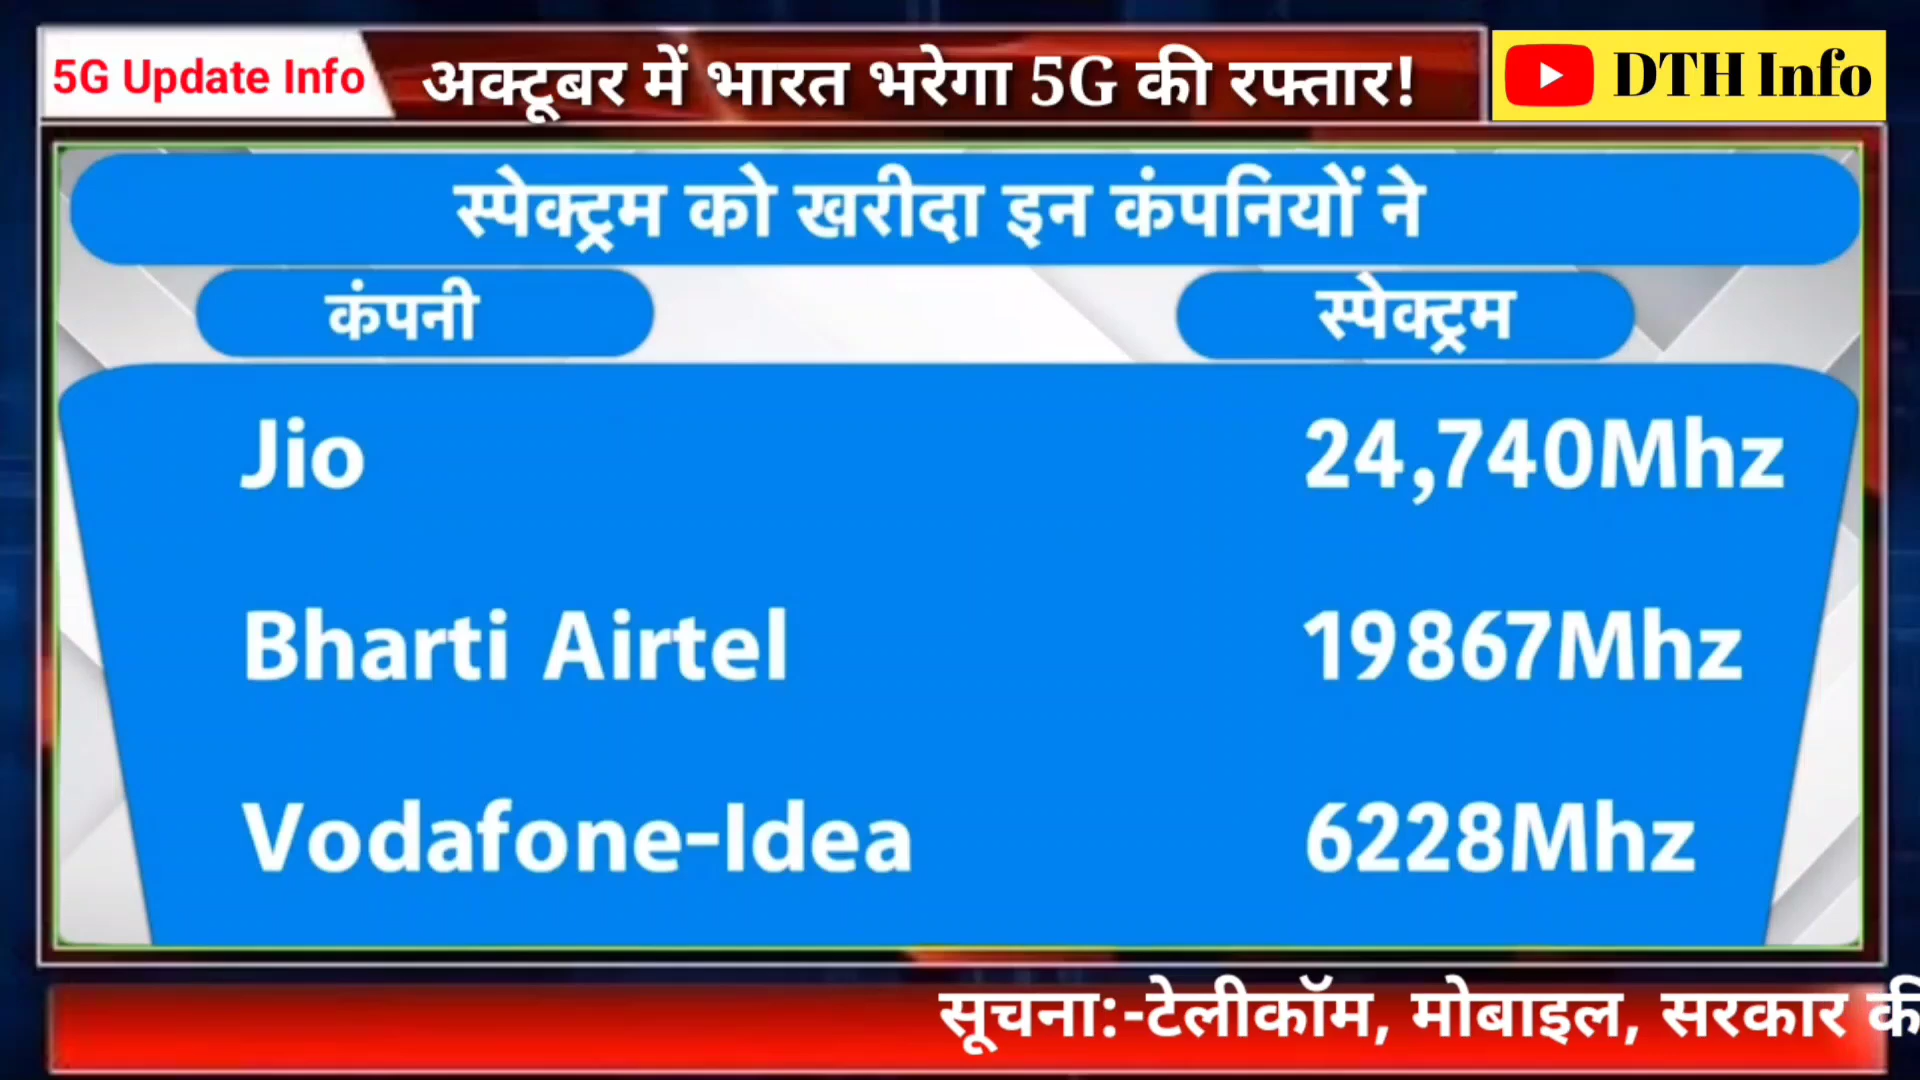 5G Update Info
अक्टूबर में भारत भरेगा 5G की रफ्तार!
DTH Info
स्पेक्ट्रम को खरीदा इन कंपनियों ने
कंपनी स्पेक्ट्रम
Jio 24,740Mhz
Bharti Airtel 19867Mhz
Vodafone-Idea 6228Mhz
सूचना:-टेलीकॉम, मोबाइल, सरकार की